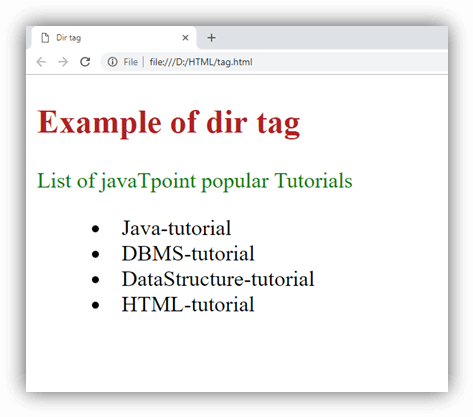 Dir tag
File file:///D:/HTML/tag.html
Example of dir tag
List of javaTpoint popular Tutorials
Java-tutorial
DBMS-tutorial
DataStructure-tutorial
HTML-tutorial